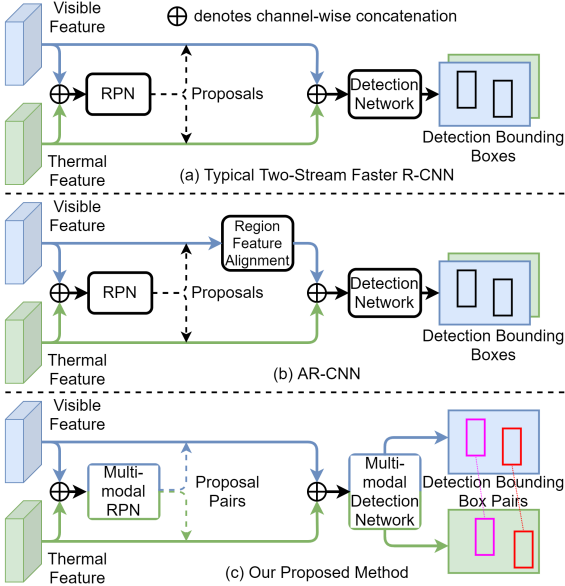 Visible
Feature
⊕ denotes channel-wise concatenation
RPN
Proposals
Detection
Network
Detection Bounding
Boxes
Thermal
Feature
(a) Typical Two-Stream Faster R-CNN
Visible
Feature
Region
Feature
Alignment
RPN
Proposals
Detection
Network
Detection Bounding
Boxes
Thermal
Feature
(b) AR-CNN
Visible
Feature
Multi-
modal
RPN
Proposal
Pairs
Multi-
modal
Detection
Network
Detection Bounding
Box Pairs
Thermal
Feature
(c) Our Proposed Method